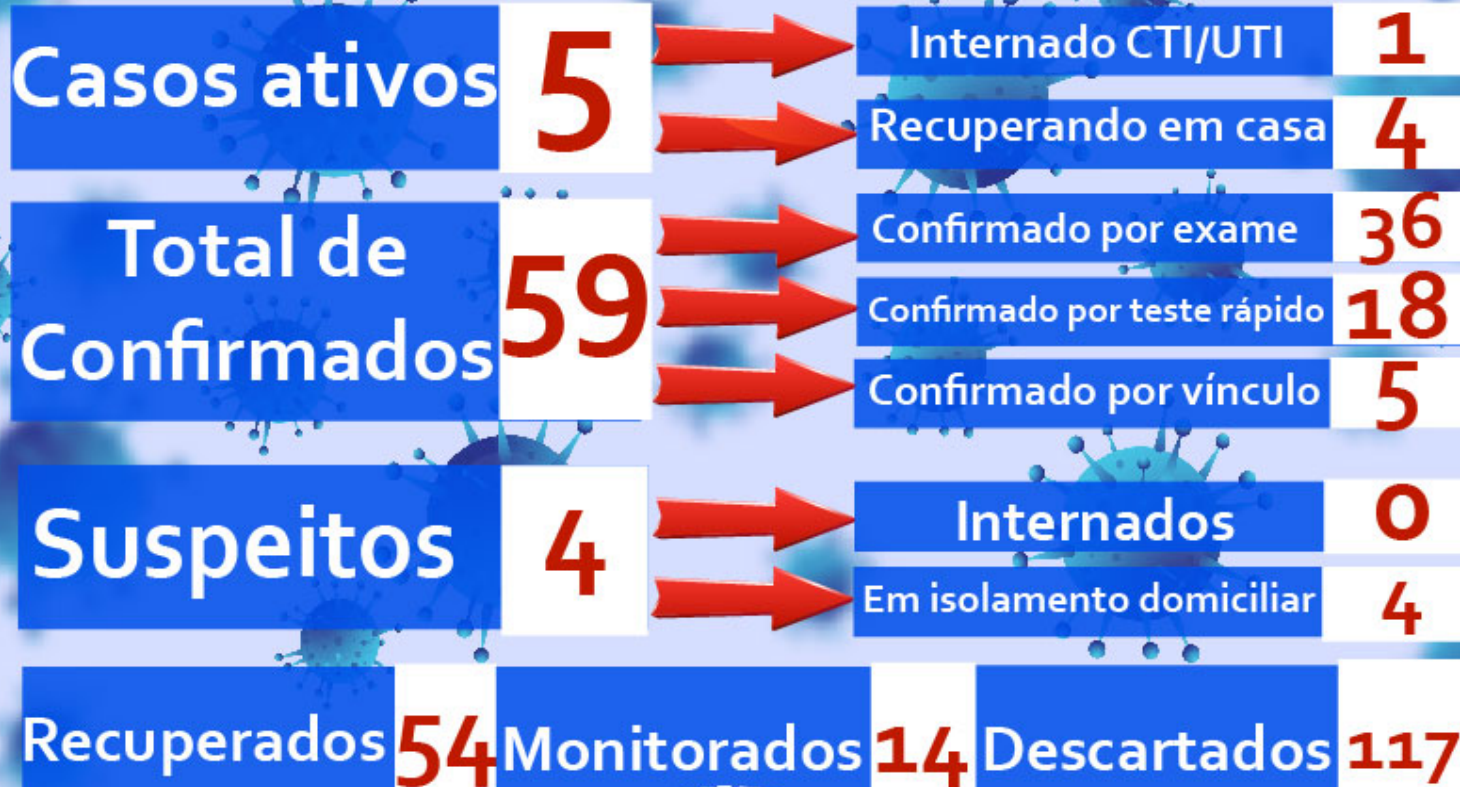 Casos ativos 5
Internado CTI/UTI 1
Recuperando em casa 4
Total de
Confirmados 59
Confirmado por exame 36
Confirmado por teste rápido 18
Confirmado por vínculo 5
Suspeitos 4
Internados 0
Em isolamento domiciliar 4
Recuperados 54 Monitorados 14 Descartados 117